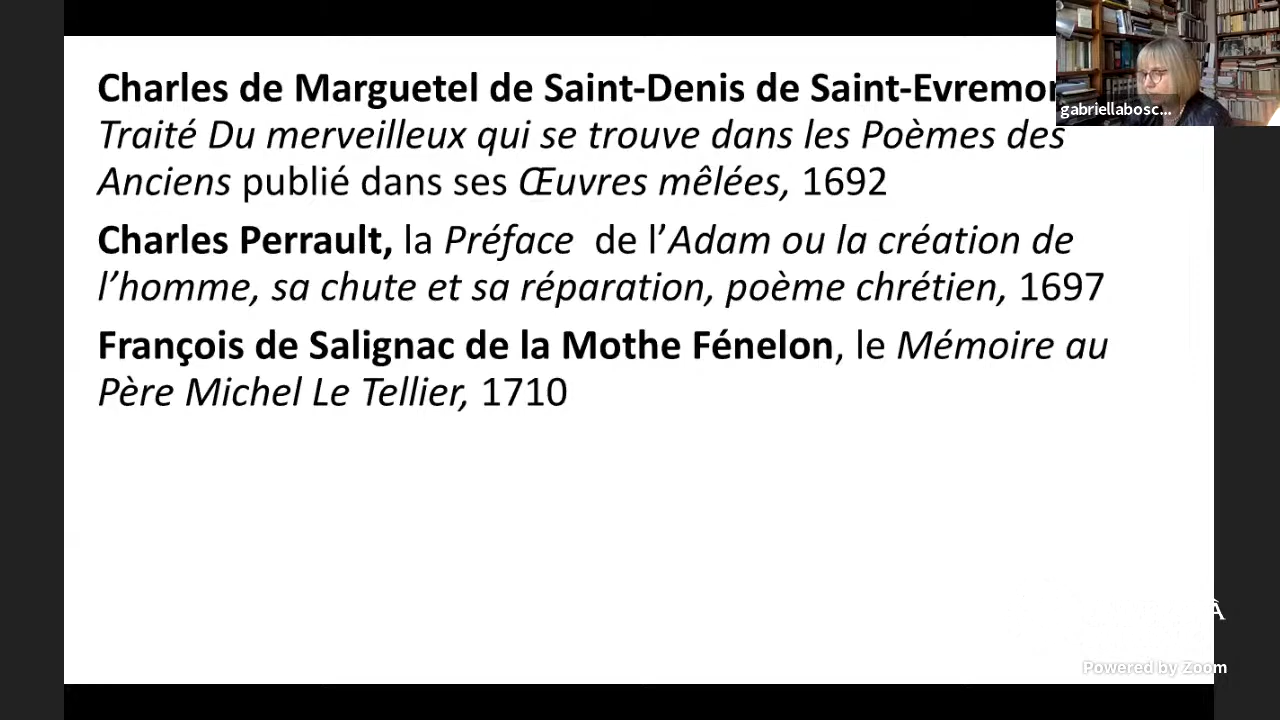 Charles de Marguetel de Saint-Denis de Saint-Evremo
gabriellabosc...
Traité Du merveilleux qui se trouve dans les Poèmes des
Anciens publié dans ses Œuvres mêlées, 1692
Charles Perrault, la Préface de l’Adam ou la création de
l’homme, sa chute et sa réparation, poème chrétien, 1697
François de Salignac de la Mothe Fénelon, le Mémoire au
Père Michel Le Tellier, 1710
Powered by Zoom